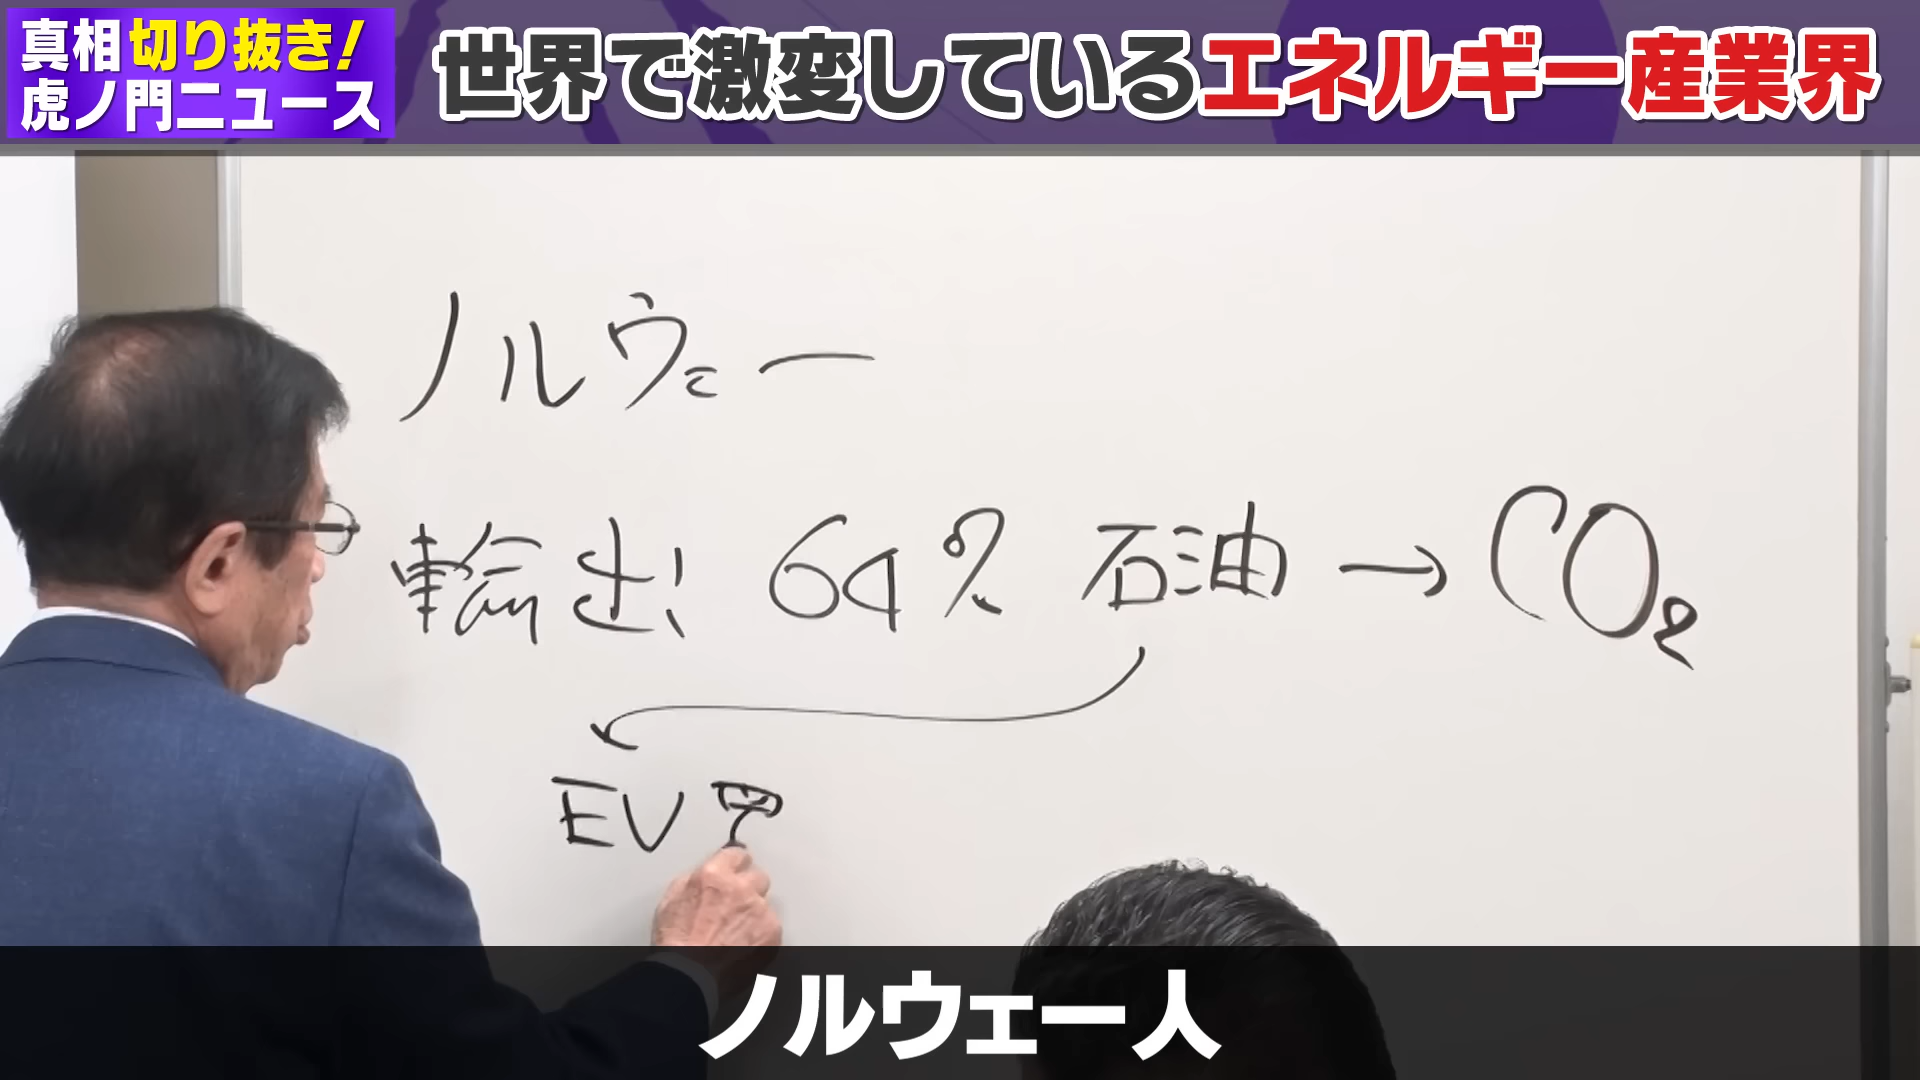 真相切り抜き!
虎ノ門ニュース
世界で激変しているエネルギー産業界
ノルウェー
輸出 64% 石油 → CO₂
EV
ノルウェー人